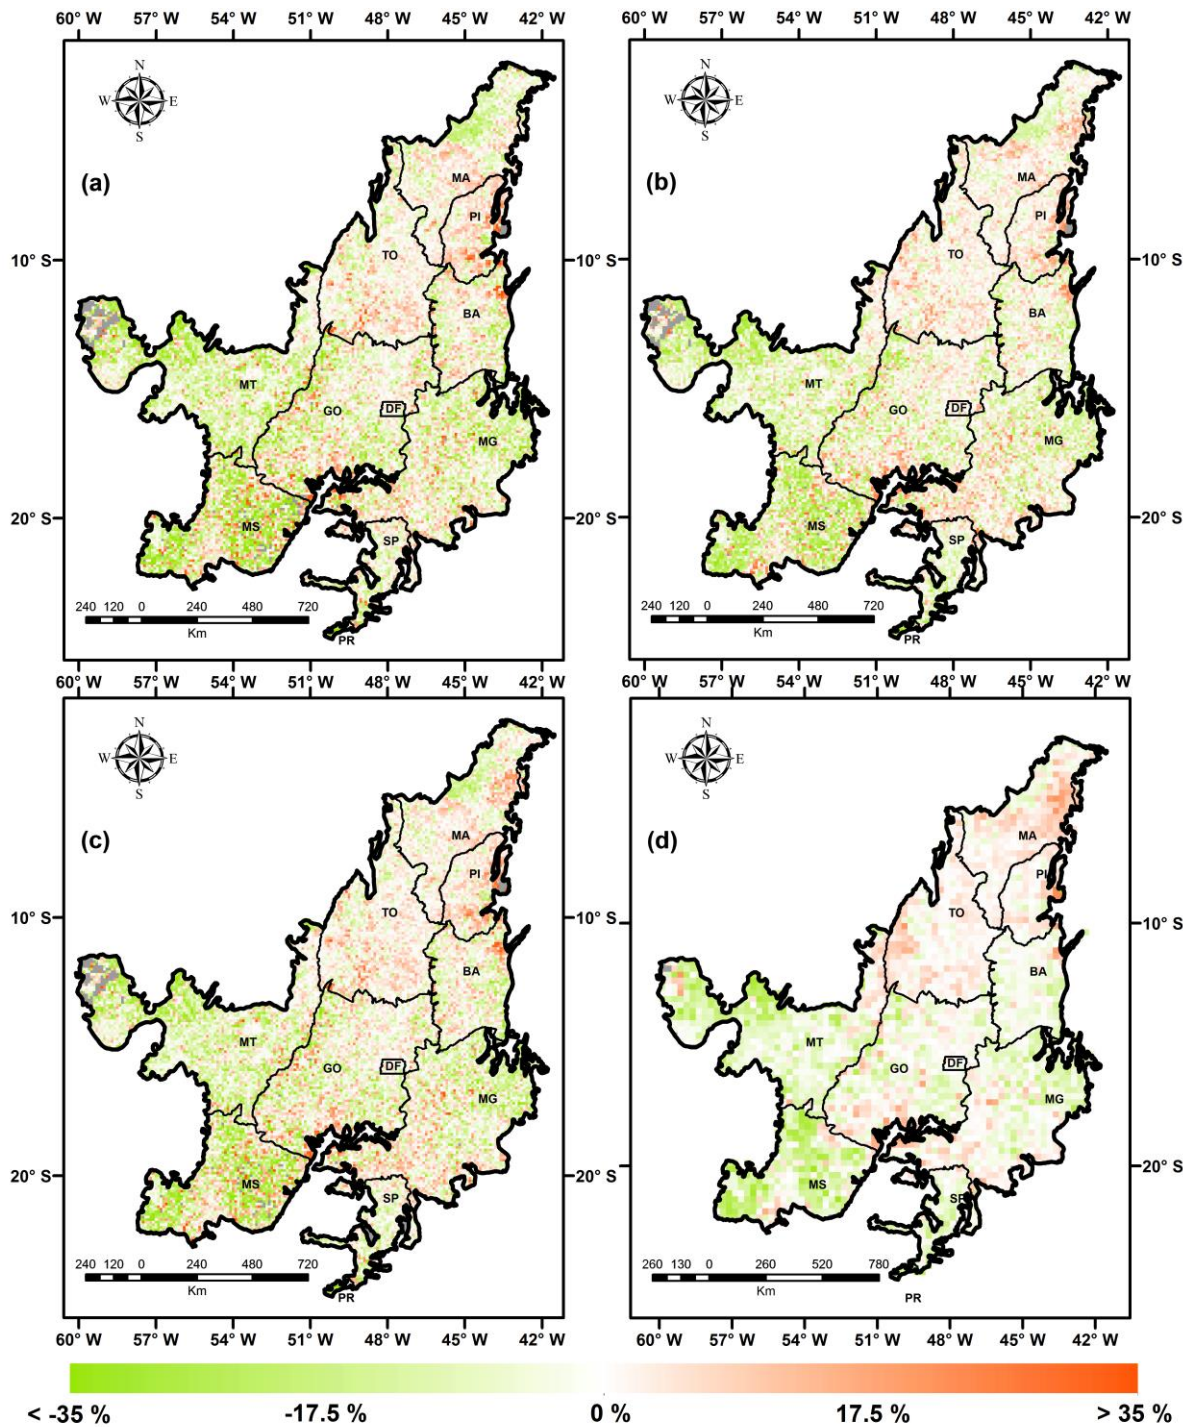 60° W 57° W 54° W 51° W 48° W 45° W 42° W
60° W 57° W 54° W 51° W 48° W 45° W 42° W
N
W E
S
(a)
MA
PI
TO
BA
MT
GO
DF
MG
MS
SP
PR
240 120 0 240 480 720
Km
10° S
20° S
N
W E
S
(b)
MA
PI
TO
BA
MT
GO
DF
MG
MS
SP
PR
240 120 0 240 480 720
Km
10° S
20° S
60° W 57° W 54° W 51° W 48° W 45° W 42° W
60° W 57° W 54° W 51° W 48° W 45° W 42° W
N
W E
S
(c)
MA
PI
TO
BA
MT
GO
DF
MG
MS
SP
PR
240 120 0 240 480 720
Km
10° S
20° S
N
W E
S
(d)
MA
PI
TO
BA
MT
GO
DF
MG
MS
SP
PR
260 130 0 260 520 780
Km
10° S
20° S
60° W 57° W 54° W 51° W 48° W 45° W 42° W
60° W 57° W 54° W 51° W 48° W 45° W 42° W
< -35 % -17.5 % 0 % 17.5 % > 35 %